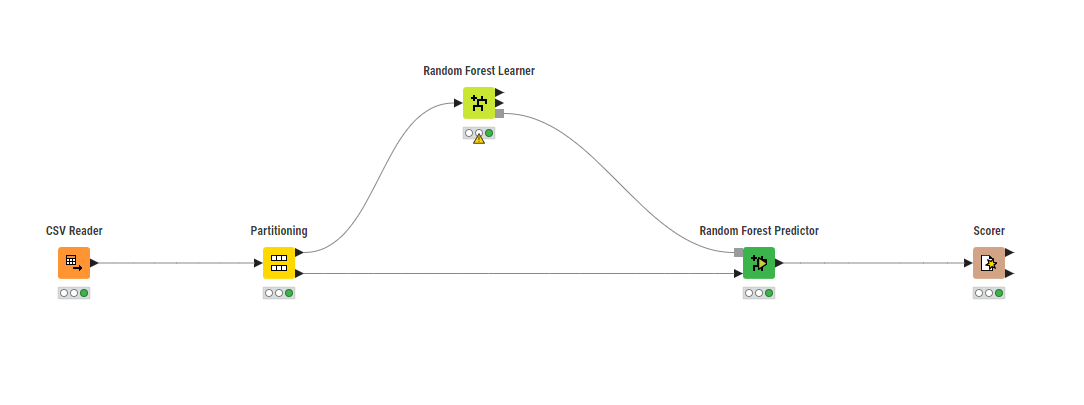 Random Forest Learner
CSV Reader
Partitioning
Random Forest Predictor
Scorer